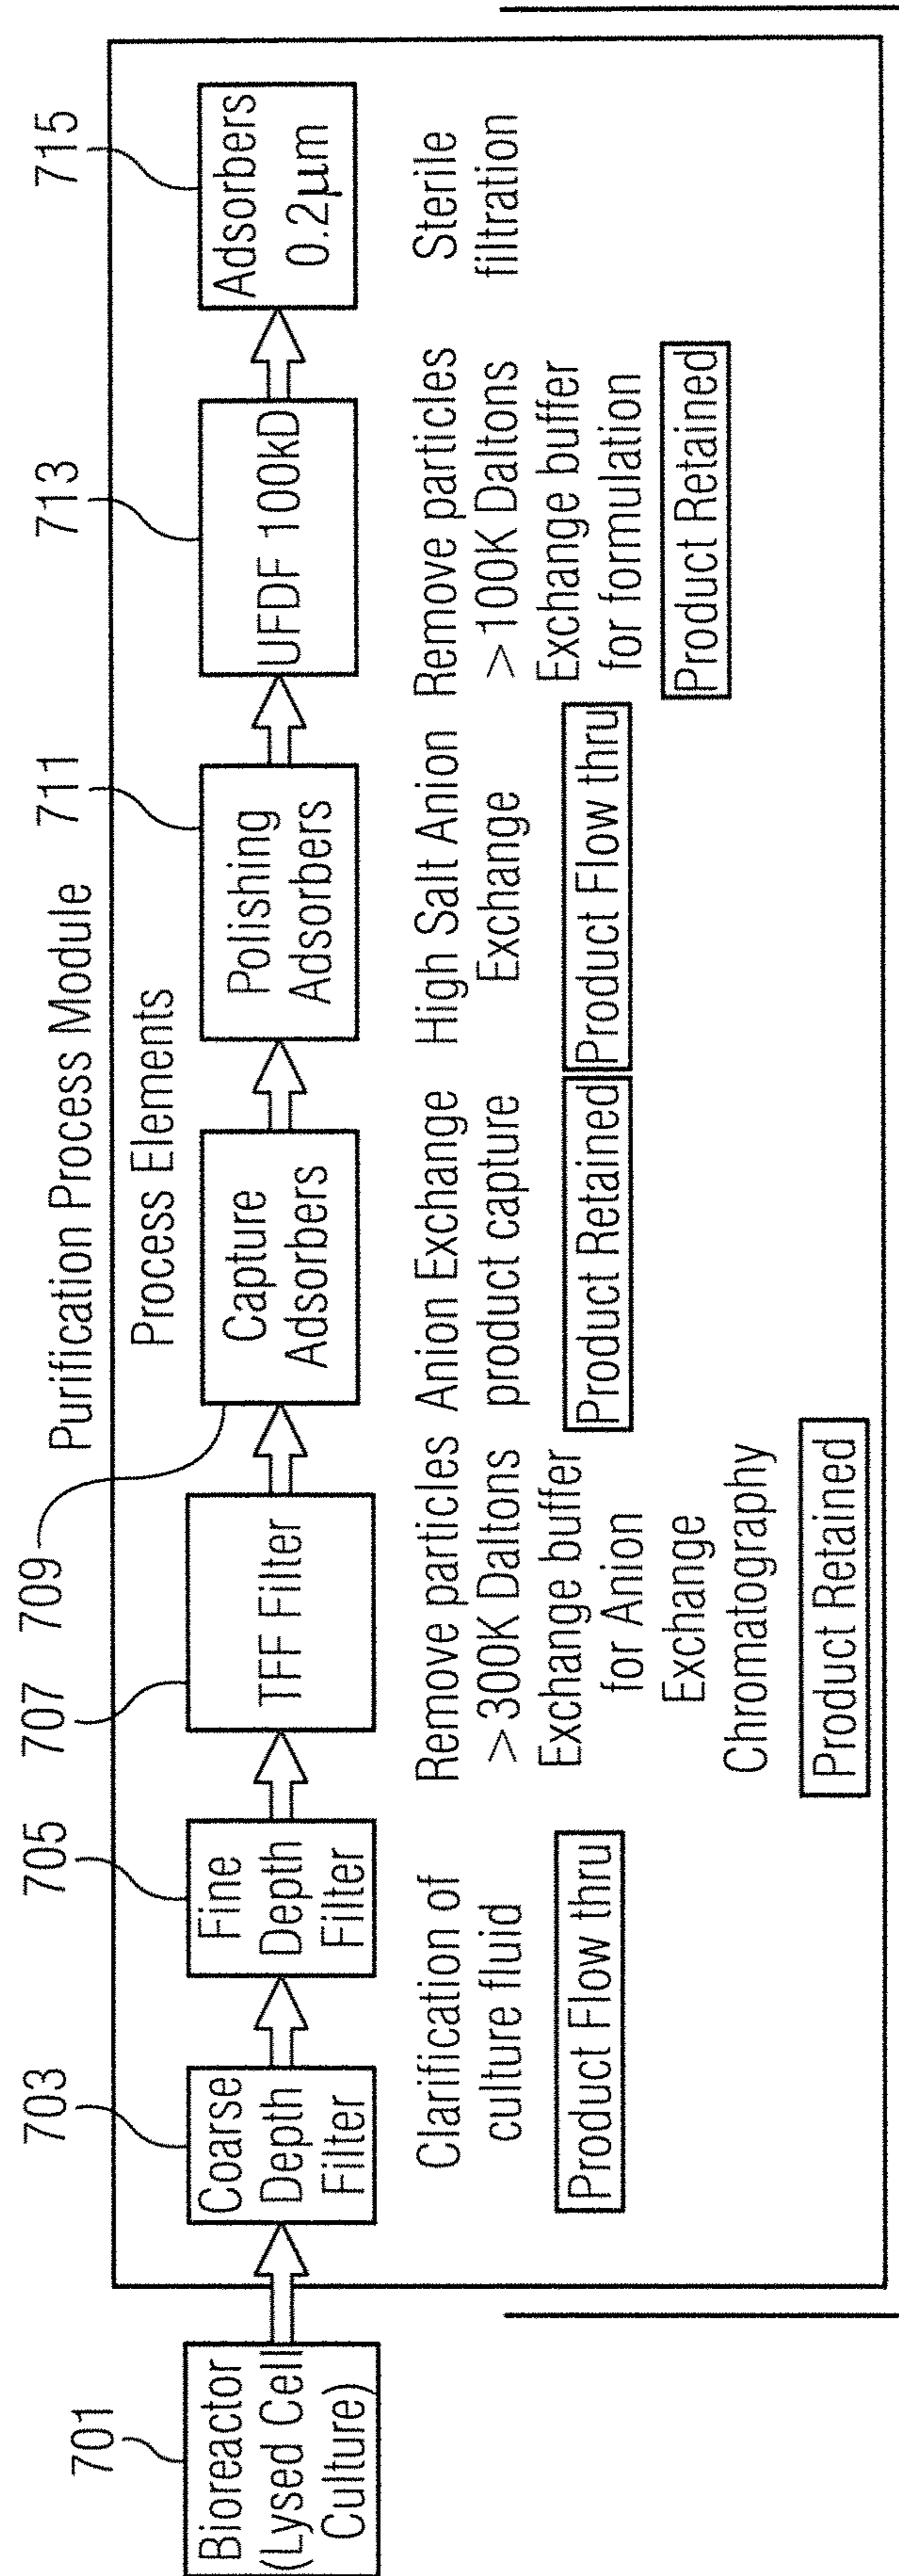 Purification Process Module
Process Elements
701
Bioreactor
(Lysed Cell
Culture)
703
Coarse
Depth
Filter
705
Fine
Depth
Filter
Clarification of
culture fluid
Product Flow thru
707
TFF Filter
Remove particles
>300K Daltons
Exchange buffer
for Anion
Exchange
Chromatography
Product Retained
709
Capture
Adsorbers
Anion Exchange
product capture
Product Retained
711
Polishing
Adsorbers
High Salt Anion
Exchange
Product Flow thru
713
UFDF 100kD
Remove particles
>100K Daltons
Exchange buffer
for formulation
Product Retained
715
Adsorbers
0.2μm
Sterile
filtration